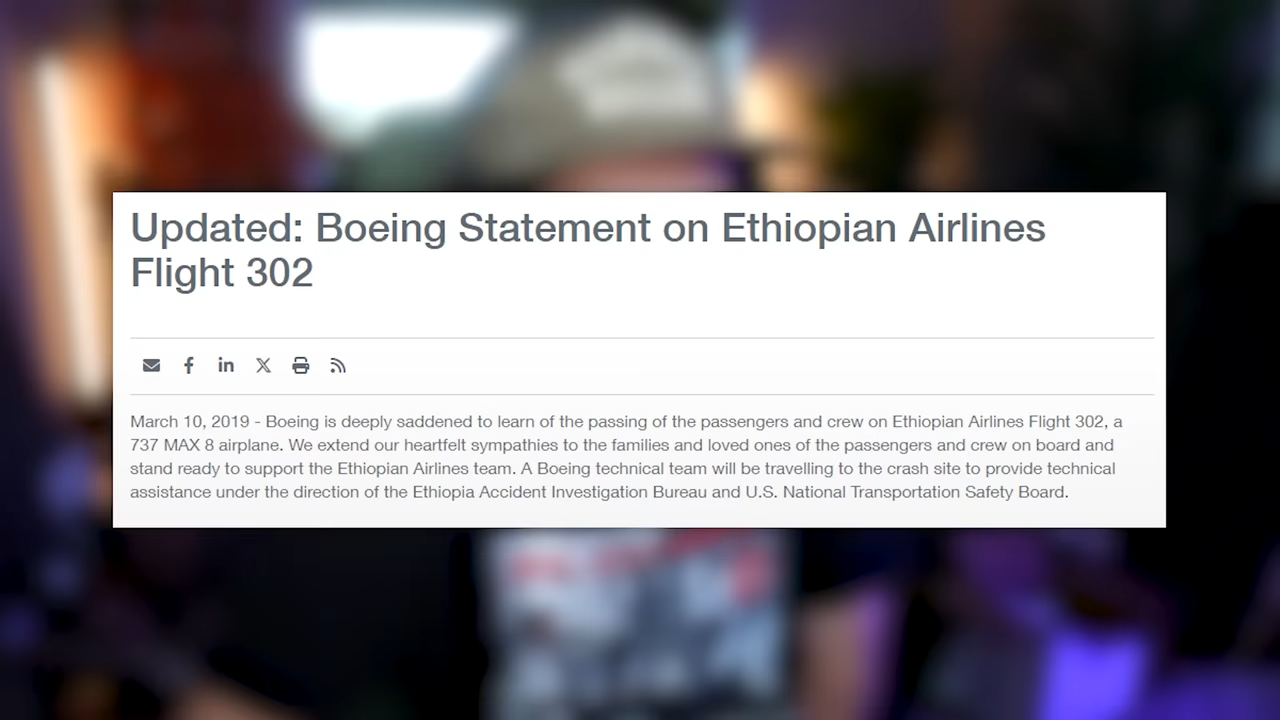 Updated: Boeing Statement on Ethiopian Airlines
Flight 302
March 10, 2019 - Boeing is deeply saddened to learn of the passing of the passengers and crew on Ethiopian Airlines Flight 302, a
737 MAX 8 airplane. We extend our heartfelt sympathies to the families and loved ones of the passengers and crew on board and
stand ready to support the Ethiopian Airlines team. A Boeing technical team will be travelling to the crash site to provide technical
assistance under the direction of the Ethiopia Accident Investigation Bureau and U.S. National Transportation Safety Board.